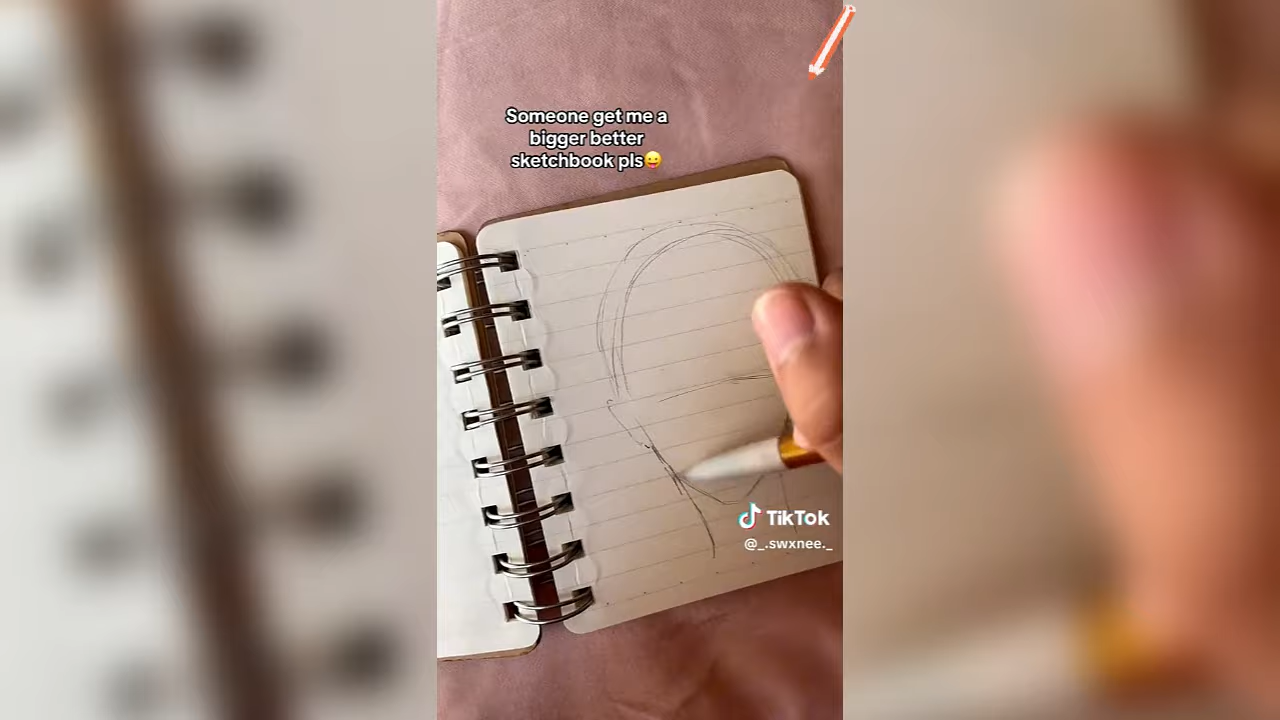 Someone get me a
bigger better
sketchbook pls😛
TikTok
@_.swxnee._